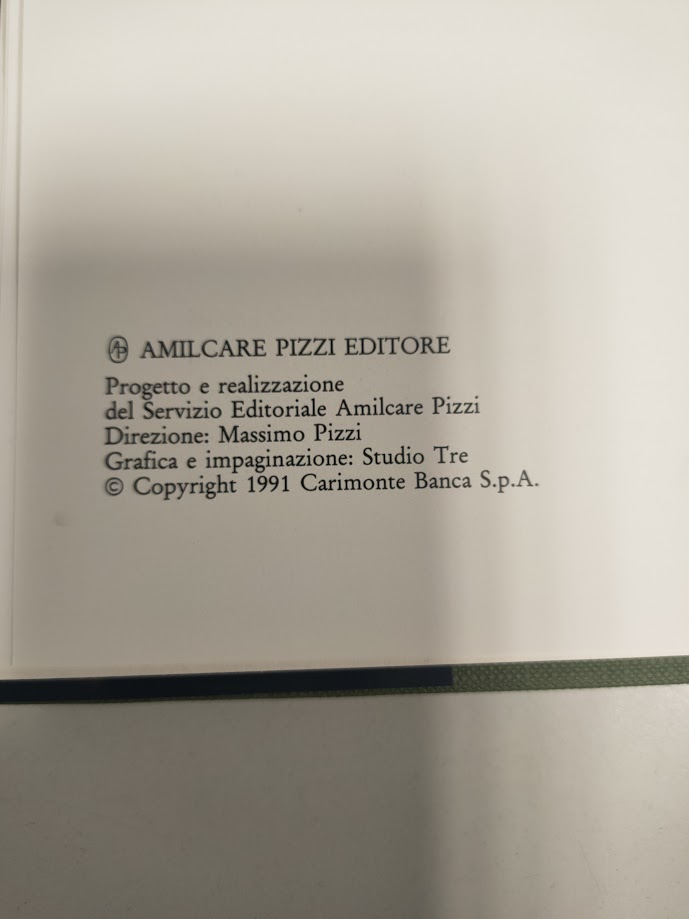 AP AMILCARE PIZZI EDITORE
Progetto e realizzazione
del Servizio Editoriale Amilcare Pizzi
Direzione: Massimo Pizzi
Grafica e impaginazione: Studio Tre
© Copyright 1991 Carimonte Banca S.p.A.